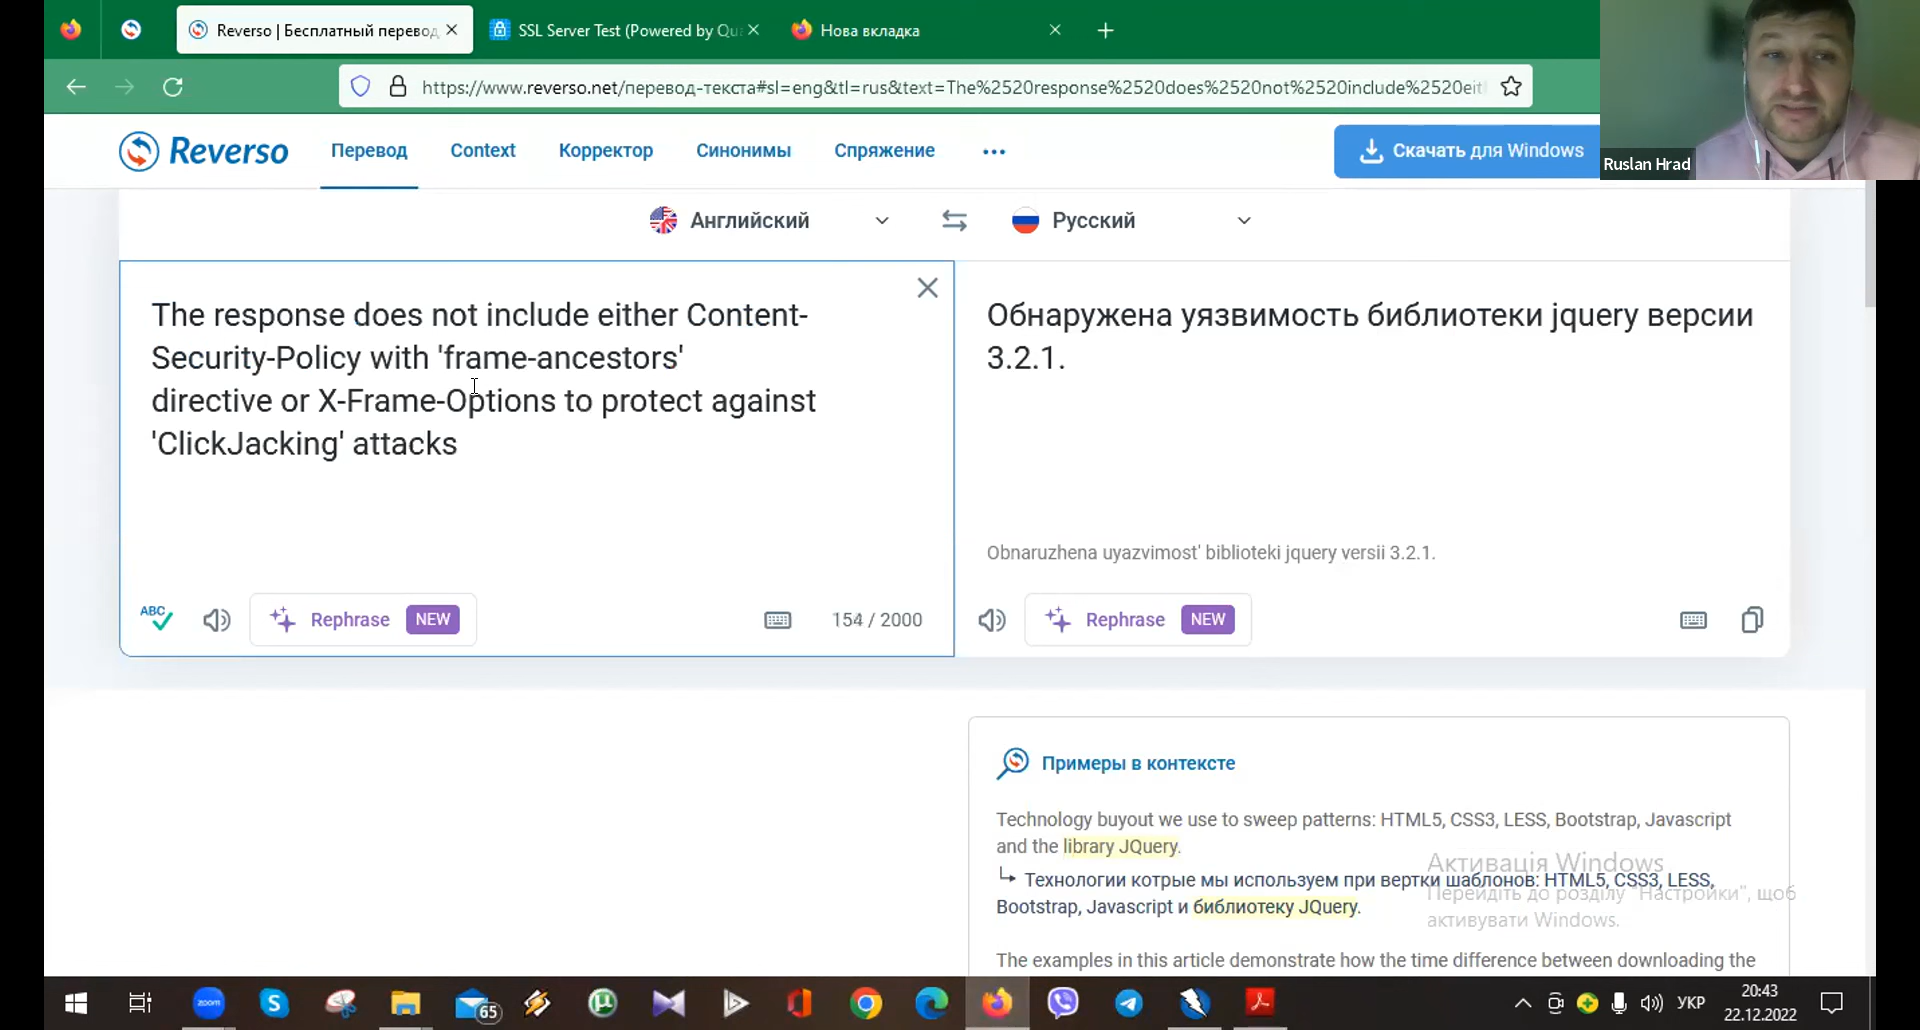 Reverso | Бесплатный перевод,
SSL Server Test (Powered by Qua
Нова вкладка
https://www.reverso.net/перевод-текста#sl=eng&tl=rus&text=The%2520response%2520does%2520not%2520include%2520eit
Ruslan Hrad
Reverso
Перевод
Context
Корректор
Синонимы
Спряжение
Скачать для Windows
Английский
Русский
The response does not include either Content-
Security-Policy with 'frame-ancestors'
directive or X-Frame-Options to protect against
'ClickJacking' attacks
Обнаружена уязвимость библиотеки jquery версии
3.2.1.
Obnaruzhena uyazvimost' biblioteki jquery versii 3.2.1.
ABC
Rephrase NEW
154 / 2000
Rephrase NEW
Примеры в контексте
Technology buyout we use to sweep patterns: HTML5, CSS3, LESS, Bootstrap, Javascript
and the library JQuery.
Технологии котрые мы используем при вертки шаблонов: HTML5, CSS3, LESS,
Bootstrap, Javascript и библиотеку JQuery.
The examples in this article demonstrate how the time difference between downloading the
Активація Windows
Перейдіть до розділу "Настройки", щоб
активувати Windows.
zoom
65
УКР
20:43
22.12.2022